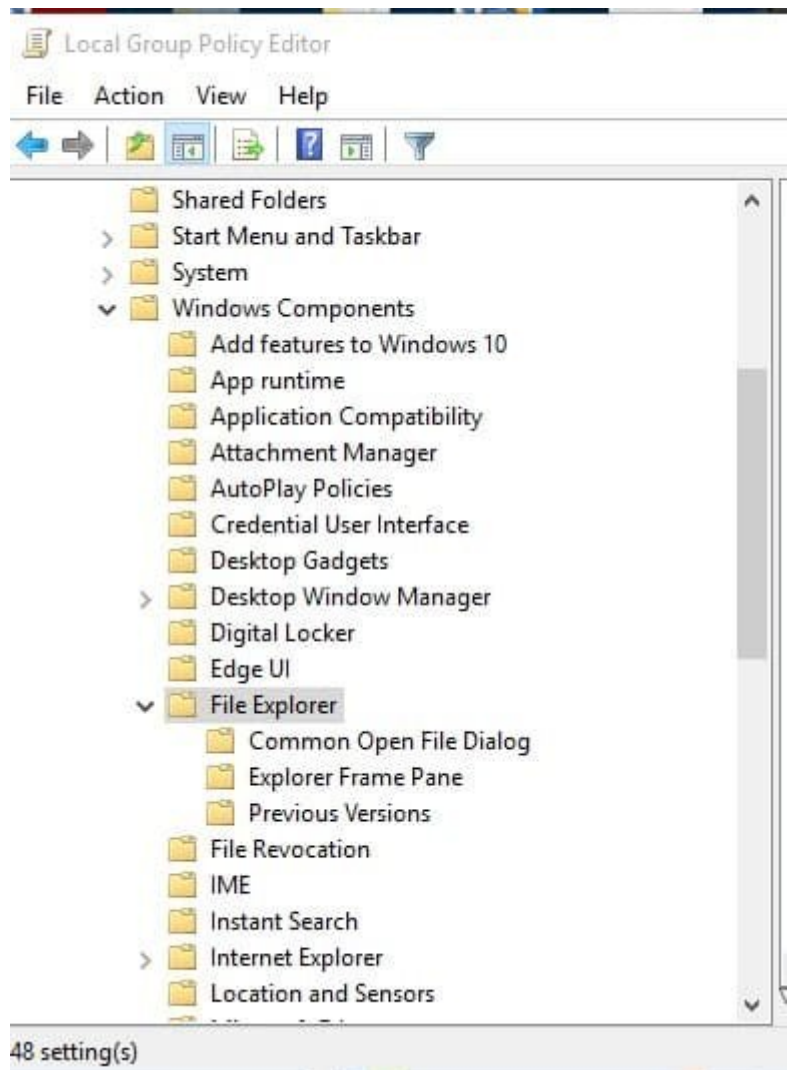 Local Group Policy Editor
File Action View Help
Shared Folders
Start Menu and Taskbar
System
Windows Components
Add features to Windows 10
App runtime
Application Compatibility
Attachment Manager
AutoPlay Policies
Credential User Interface
Desktop Gadgets
Desktop Window Manager
Digital Locker
Edge UI
File Explorer
Common Open File Dialog
Explorer Frame Pane
Previous Versions
File Revocation
IME
Instant Search
Internet Explorer
Location and Sensors
48 setting(s)